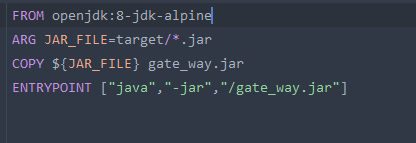 FROM openjdk:8-jdk-alpine
ARG JAR_FILE=target/*.jar
COPY ${JAR_FILE} gate_way.jar
ENTRYPOINT ["java","-jar","/gate_way.jar"]